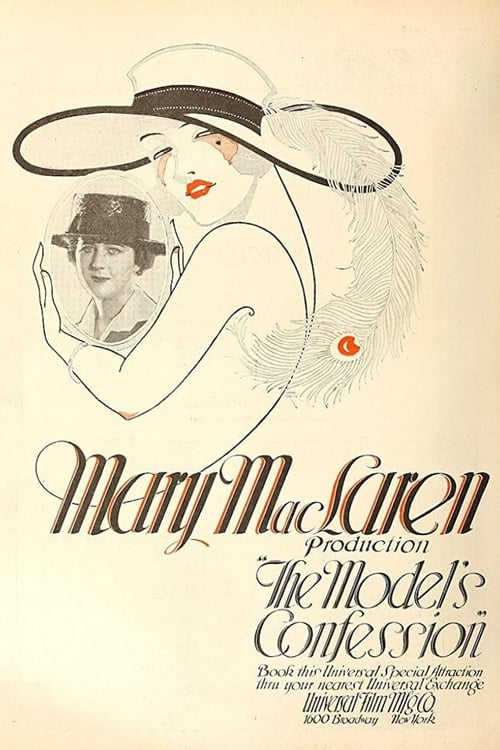 Mary MacLaren
Production
"The Model's
Confession"
Book this Universal Special Attraction
thru your nearest Universal Exchange
Universal Film Mfg Co.
1600 Broadway New York